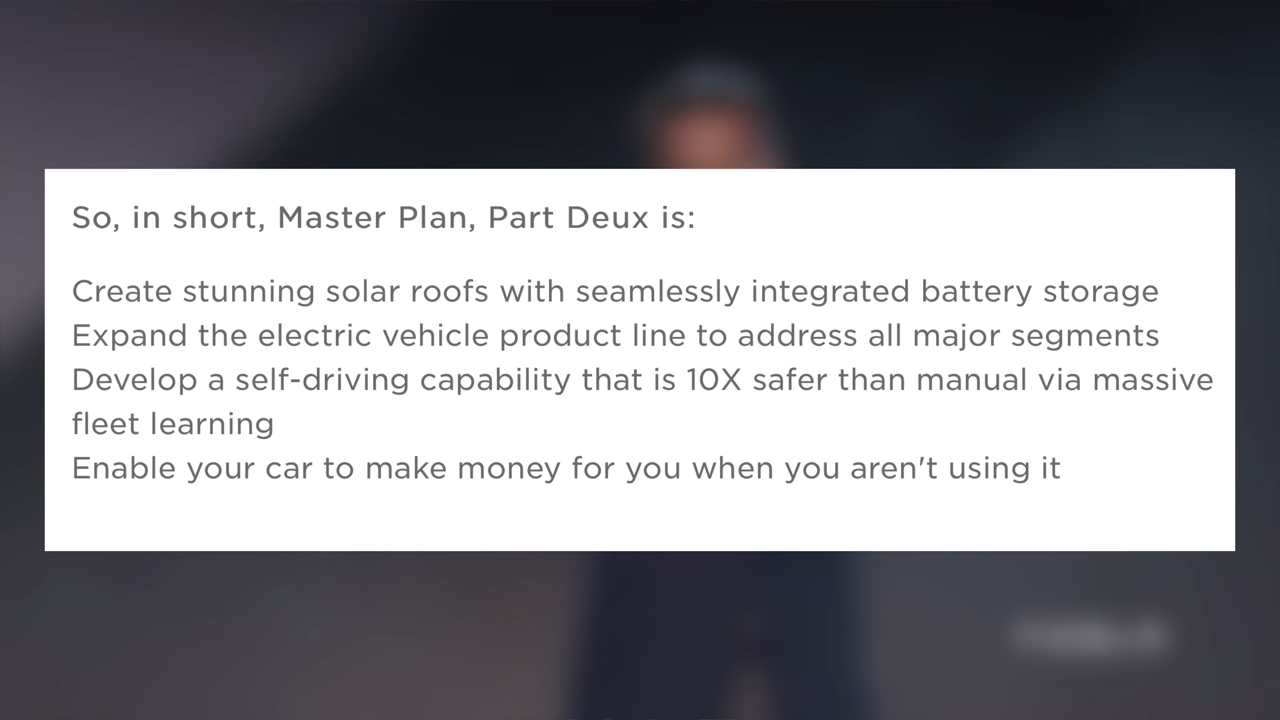 So, in short, Master Plan, Part Deux is:
Create stunning solar roofs with seamlessly integrated battery storage
Expand the electric vehicle product line to address all major segments
Develop a self-driving capability that is 10X safer than manual via massive
fleet learning
Enable your car to make money for you when you aren't using it